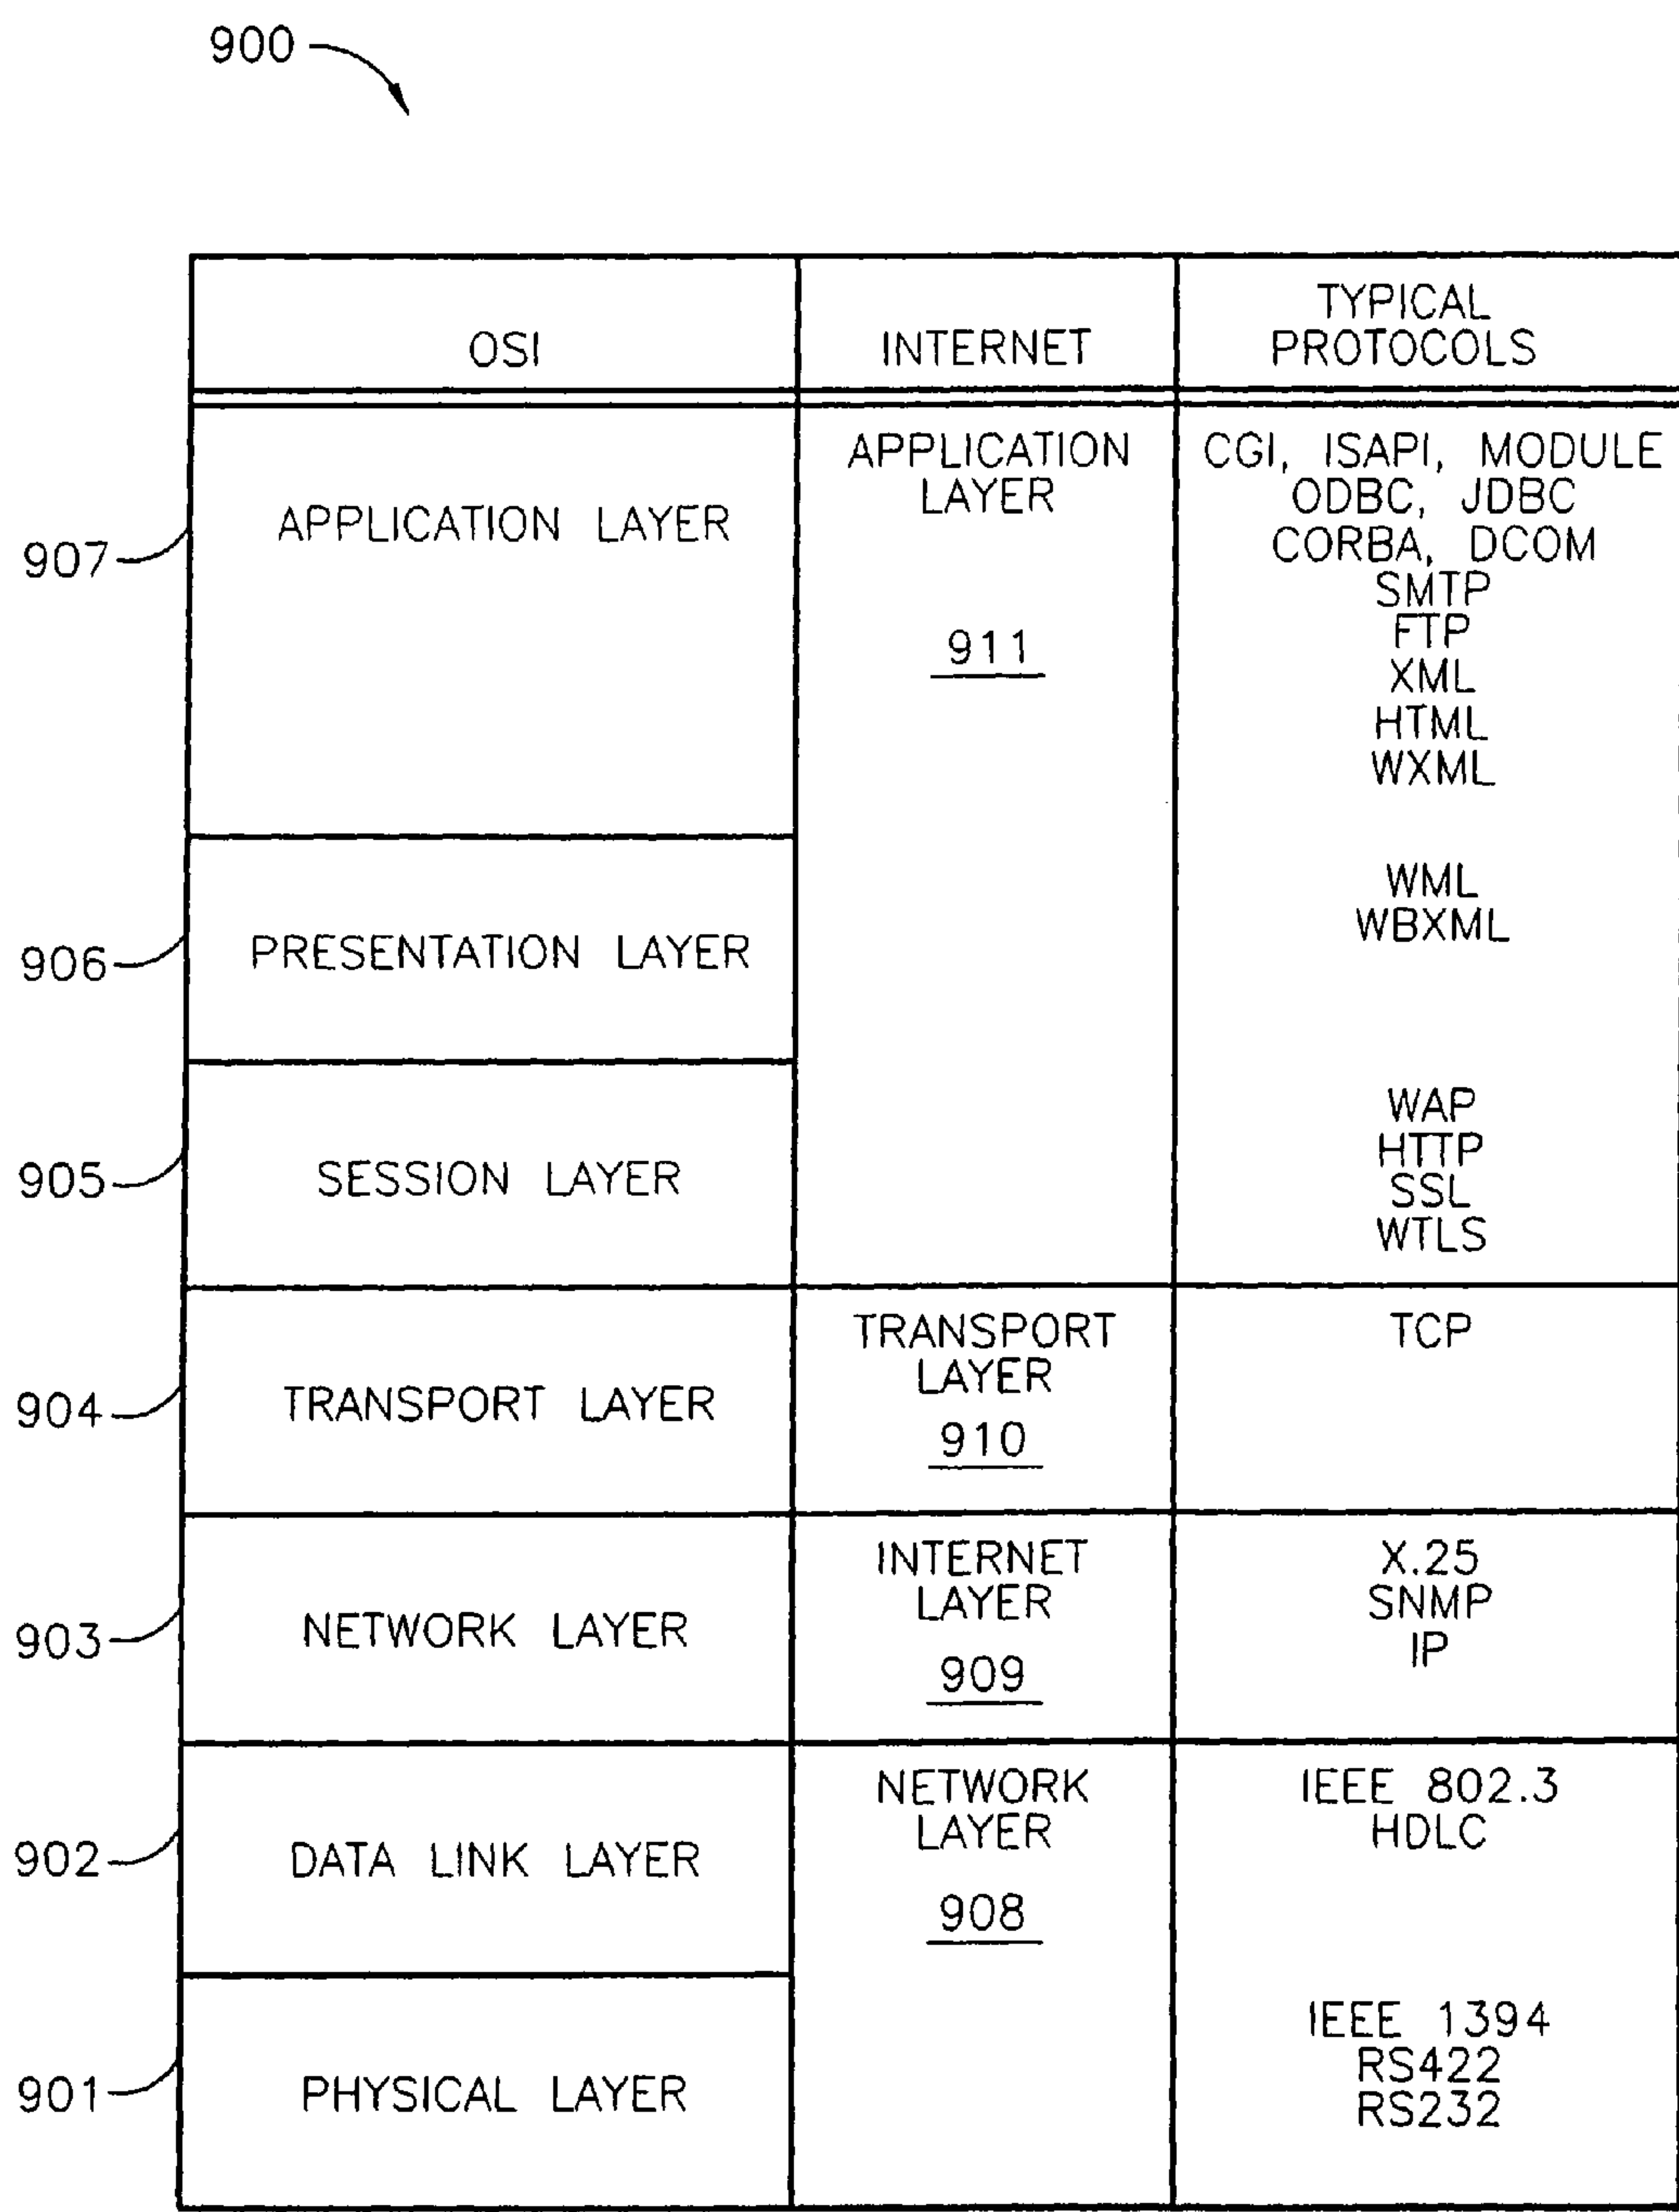 900
OSI
INTERNET
TYPICAL
PROTOCOLS
907
APPLICATION LAYER
APPLICATION
LAYER
911
CGI, ISAPI, MODULE
ODBC, JDBC
CORBA, DCOM
SMTP
FTP
XML
HTML
WXML
906
PRESENTATION LAYER
WML
WBXML
905
SESSION LAYER
WAP
HTTP
SSL
WTLS
904
TRANSPORT LAYER
TRANSPORT
LAYER
910
TCP
903
NETWORK LAYER
INTERNET
LAYER
909
X.25
SNMP
IP
902
DATA LINK LAYER
NETWORK
LAYER
908
IEEE 802.3
HDLC
901
PHYSICAL LAYER
IEEE 1394
RS422
RS232